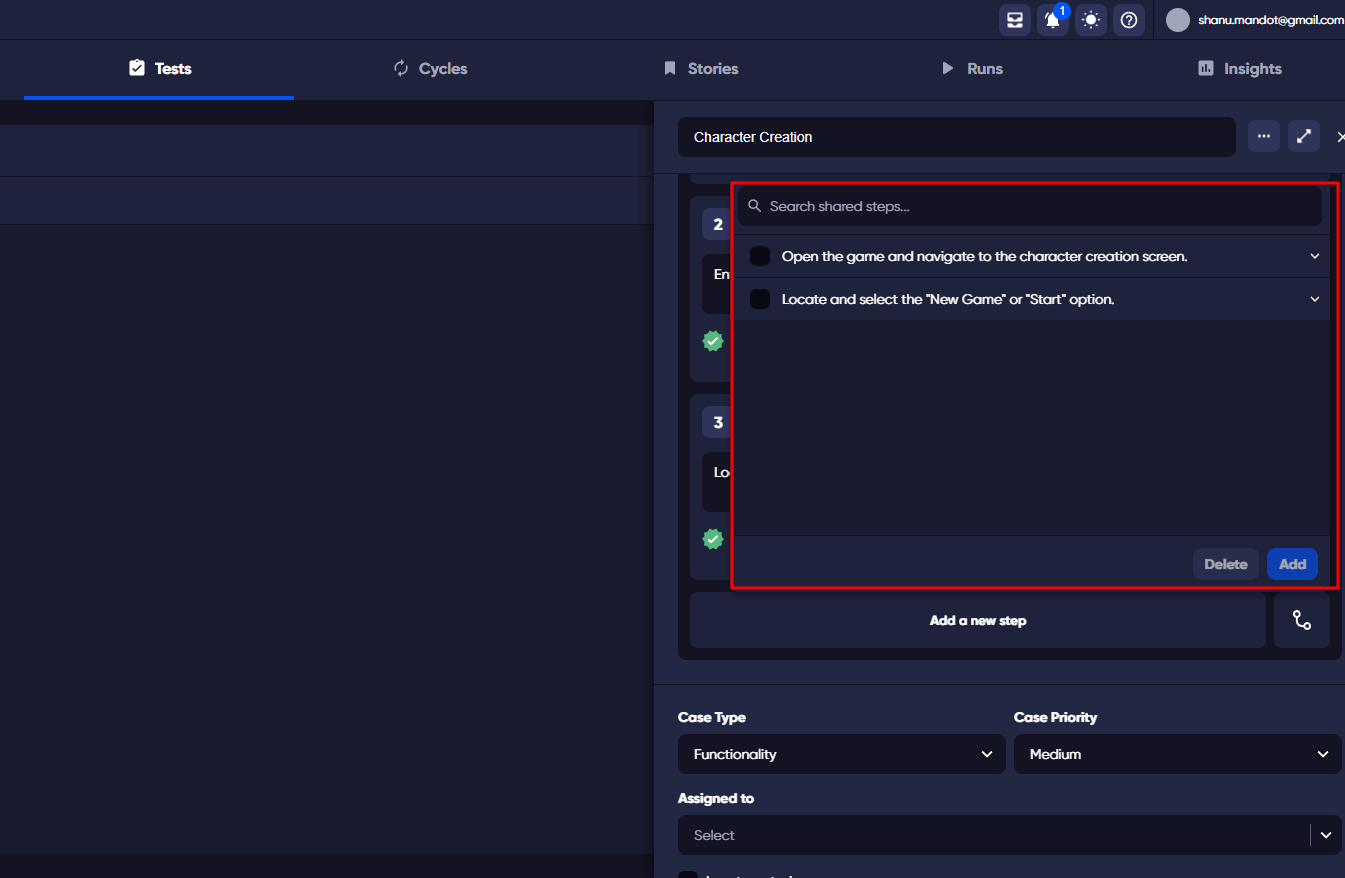 1
shanu.mandot@gmail.com
Tests
Cycles
Stories
Runs
Insights
Character Creation
Search shared steps...
2
Open the game and navigate to the character creation screen.
En
Locate and select the "New Game" or "Start" option.
3
Lo
Delete
Add
Add a new step
Case Type
Case Priority
Functionality
Medium
Assigned to
Select